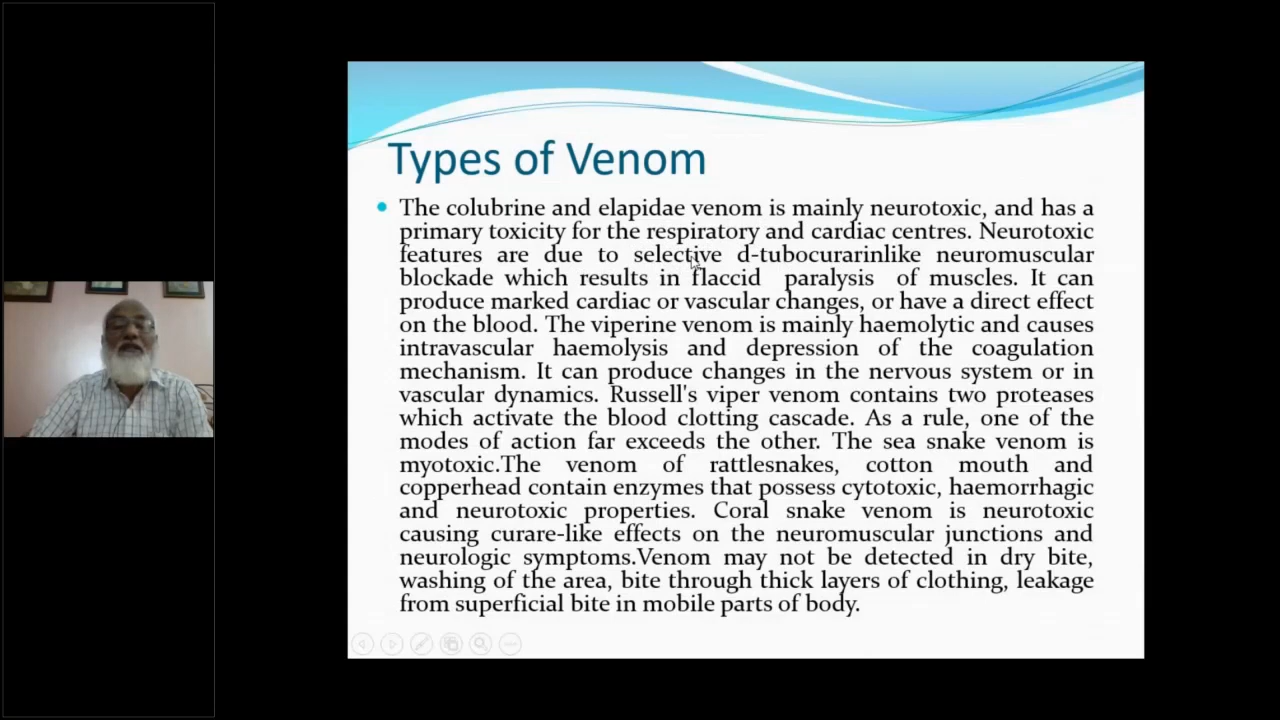 Types of Venom
The colubrine and elapidae venom is mainly neurotoxic, and has a
primary toxicity for the respiratory and cardiac centres. Neurotoxic
features are due to selective d-tubocurarinlike neuromuscular
blockade which results in flaccid paralysis of muscles. It can
produce marked cardiac or vascular changes, or have a direct effect
on the blood. The viperine venom is mainly haemolytic and causes
intravascular haemolysis and depression of the coagulation
mechanism. It can produce changes in the nervous system or in
vascular dynamics. Russell's viper venom contains two proteases
which activate the blood clotting cascade. As a rule, one of the
modes of action far exceeds the other. The sea snake venom is
myotoxic.The venom of rattlesnakes, cotton mouth and
copperhead contain enzymes that possess cytotoxic, haemorrhagic
and neurotoxic properties. Coral snake venom is neurotoxic
causing curare-like effects on the neuromuscular junctions and
neurologic symptoms.Venom may not be detected in dry bite,
washing of the area, bite through thick layers of clothing, leakage
from superficial bite in mobile parts of body.